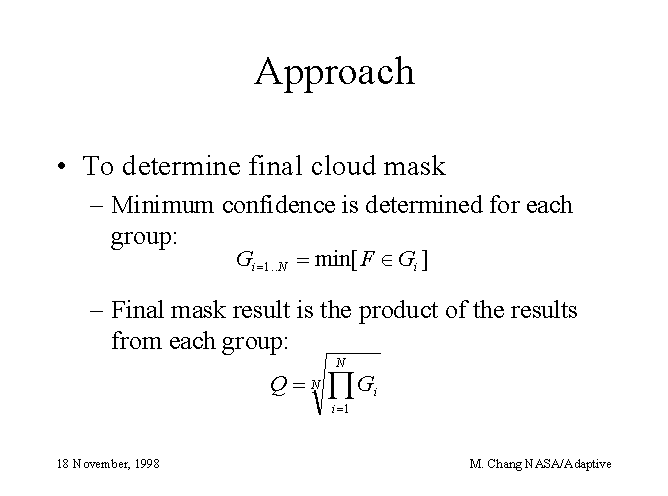 Approach
• To determine final cloud mask
– Minimum confidence is determined for each
group:
G_{i=1...N} = min[F ∈ G_i]
– Final mask result is the product of the results
from each group:
Q = \sqrt[N]{\prod_{i=1}^{N} G_i}
18 November, 1998
M. Chang NASA/Adaptive